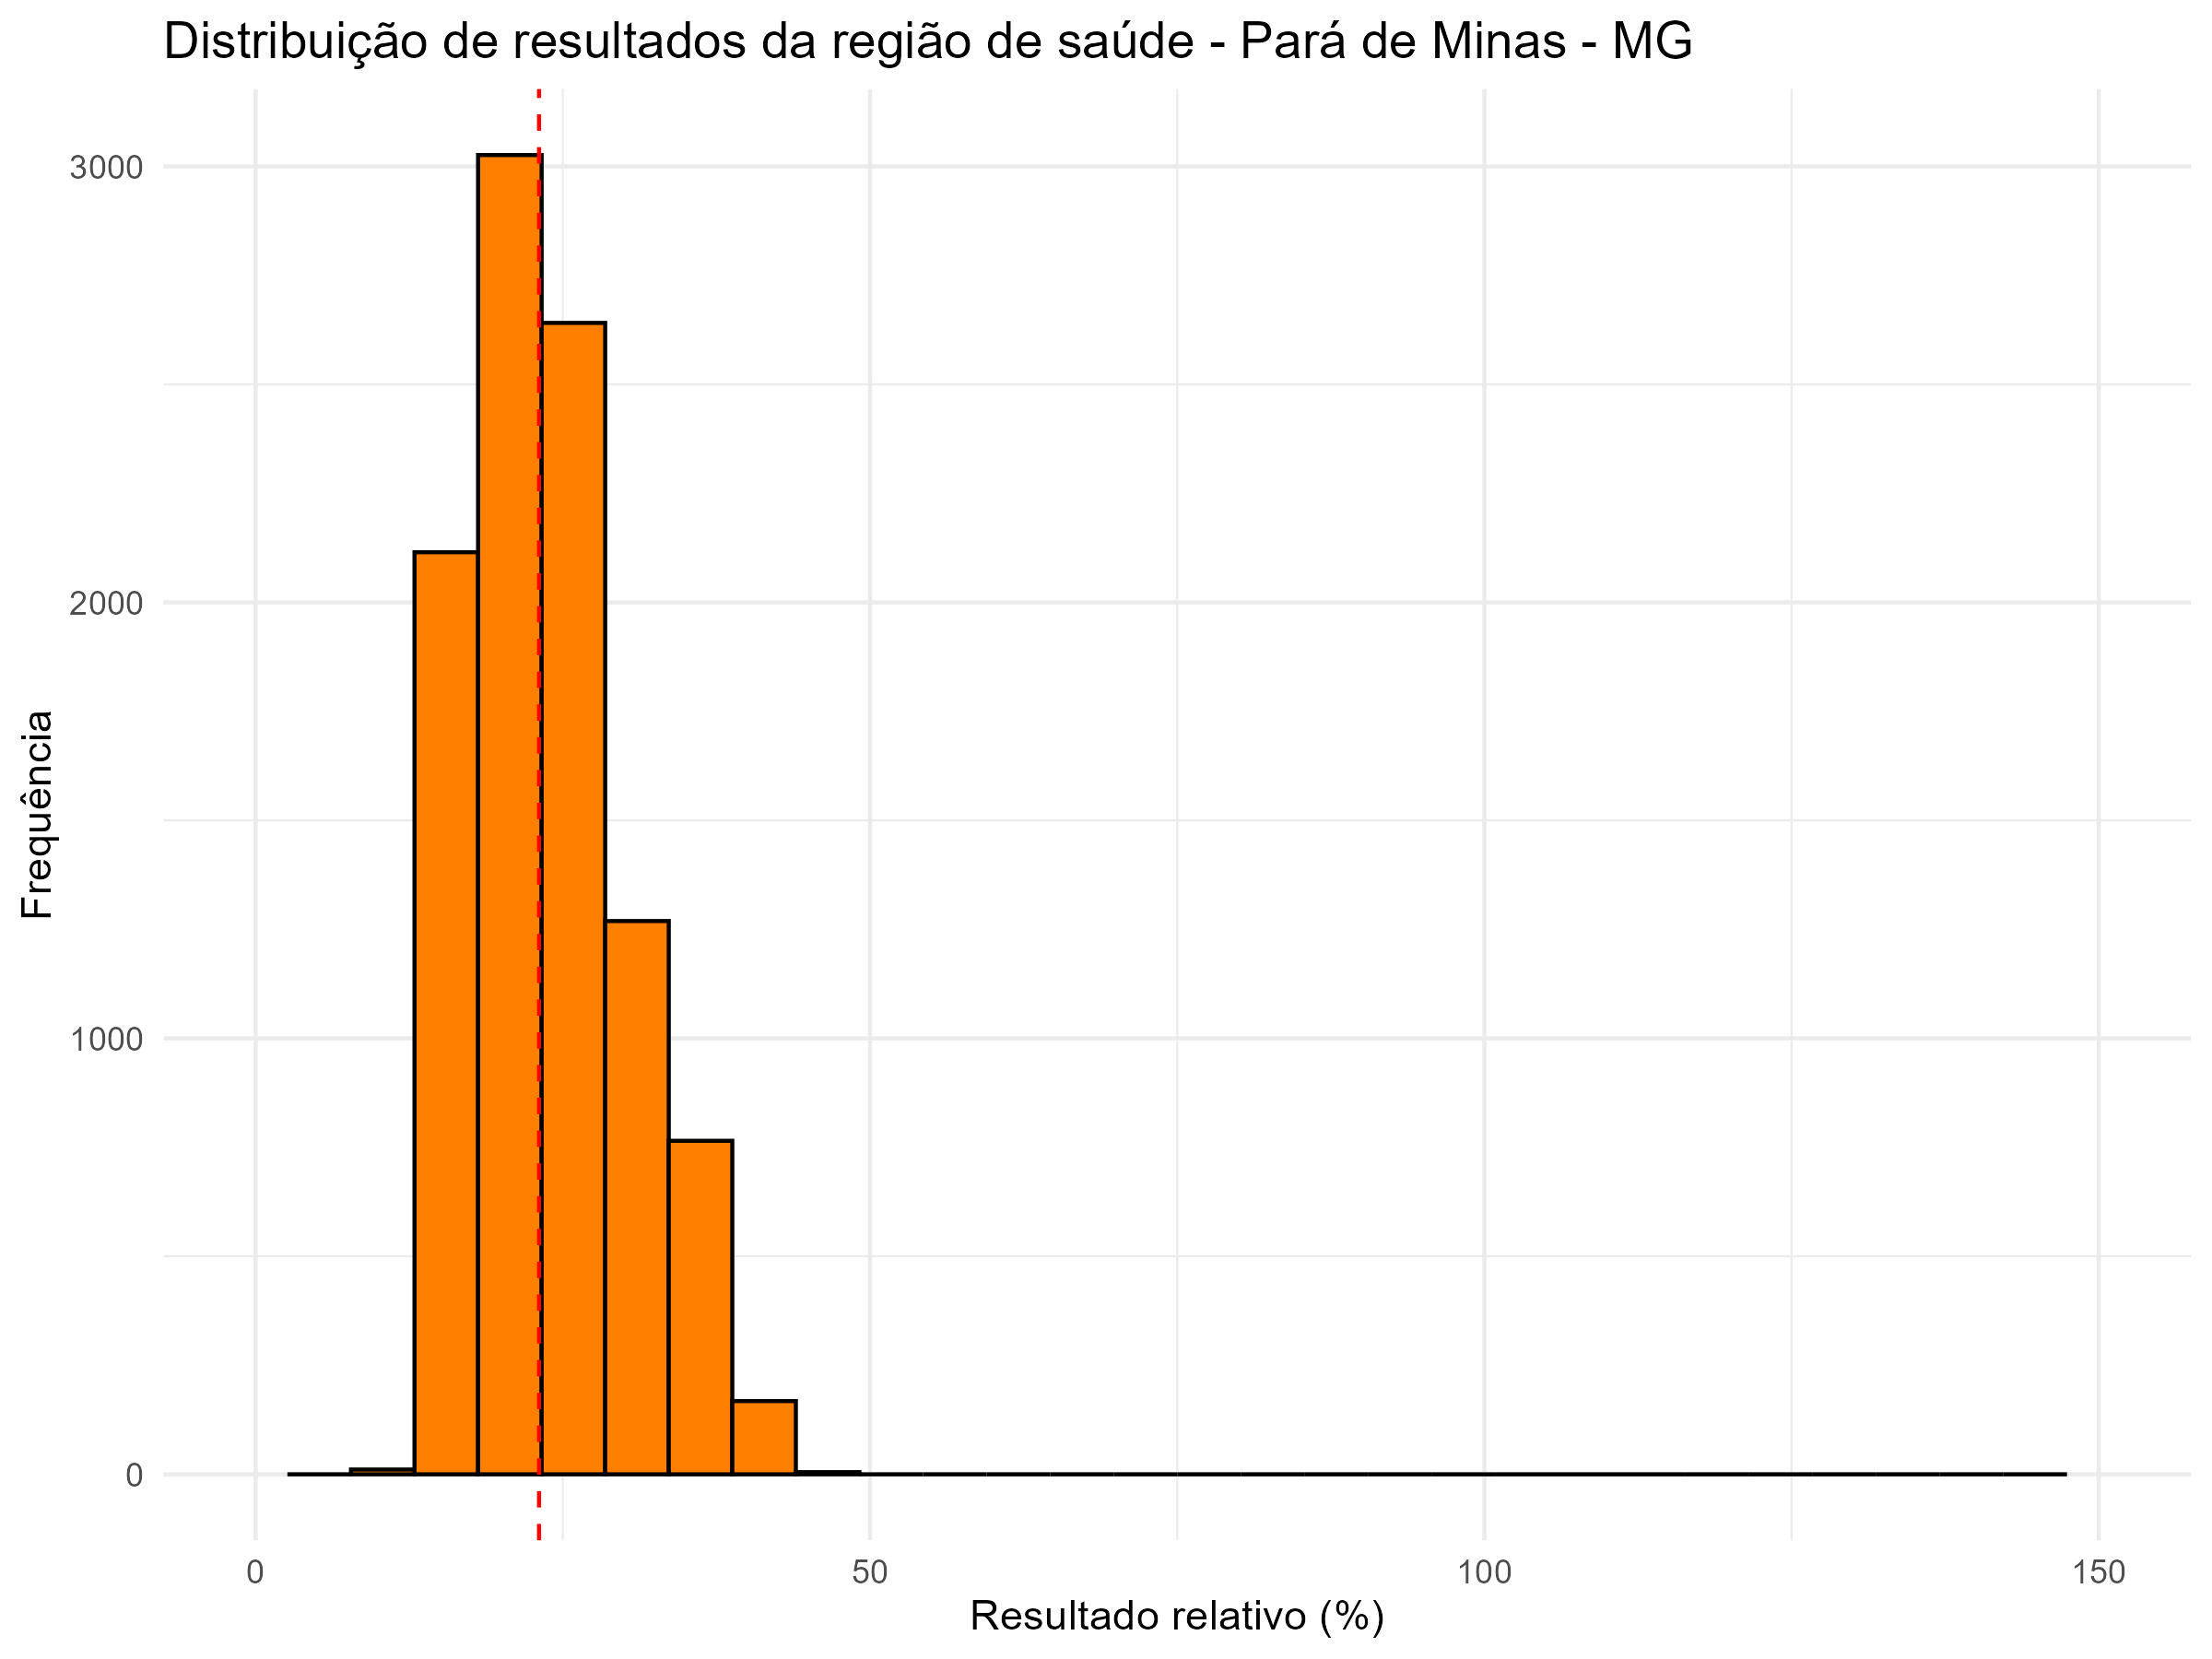 Distribuição de resultados da região de saúde - Pará de Minas - MG
Frequência
3000
2000
1000
0
0 50 100 150
Resultado relativo (%)